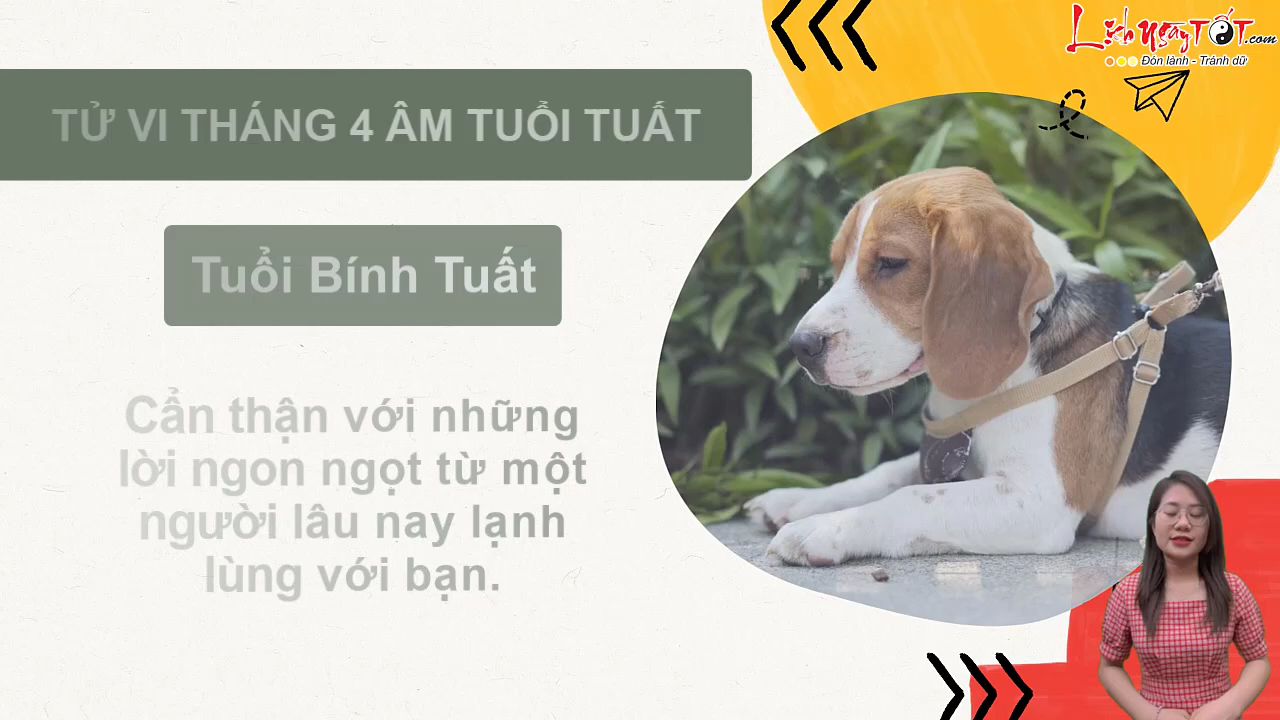 LịchNgàyTỐT.com
Đón lành - Tránh dữ
TỬ VI THÁNG 4 ÂM TUỔI TUẤT
Tuổi Bính Tuất
Cẩn thận với những
lời ngon ngọt từ một
người lâu nay lạnh
lùng với bạn.